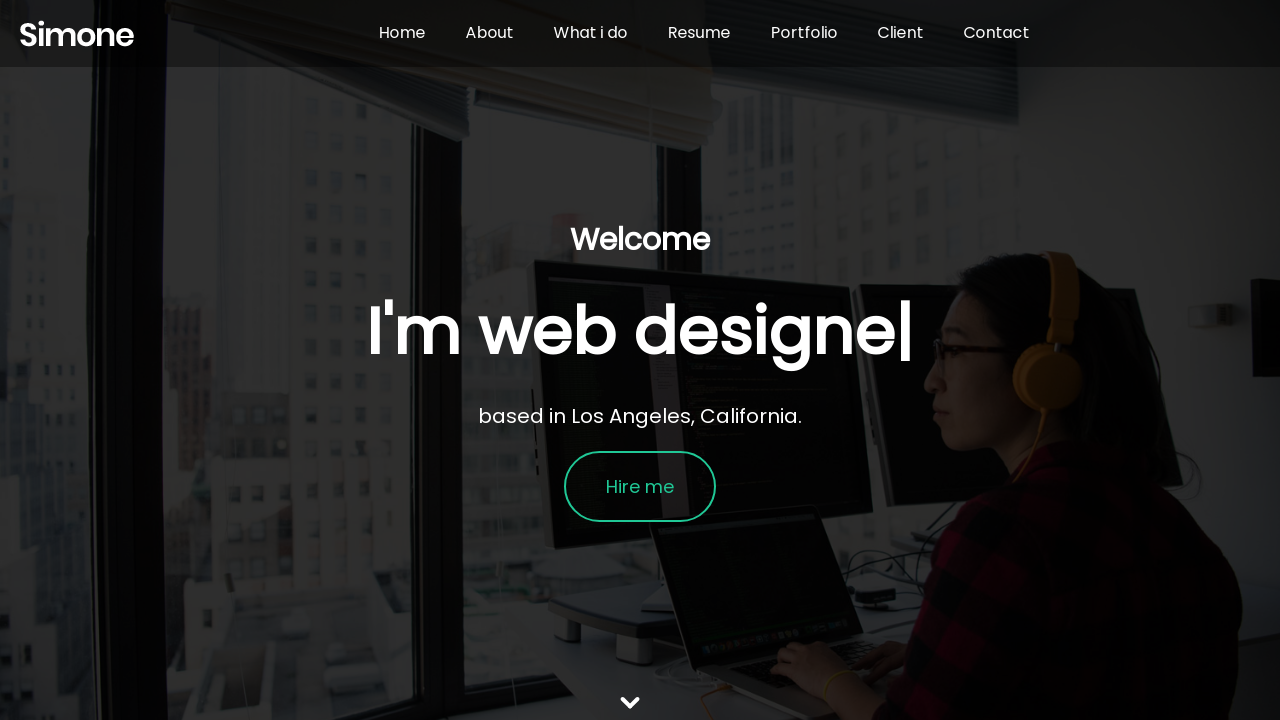 Simone
Home About What i do Resume Portfolio Client Contact
Welcome
I'm web designe|
based in Los Angeles, California.
Hire me